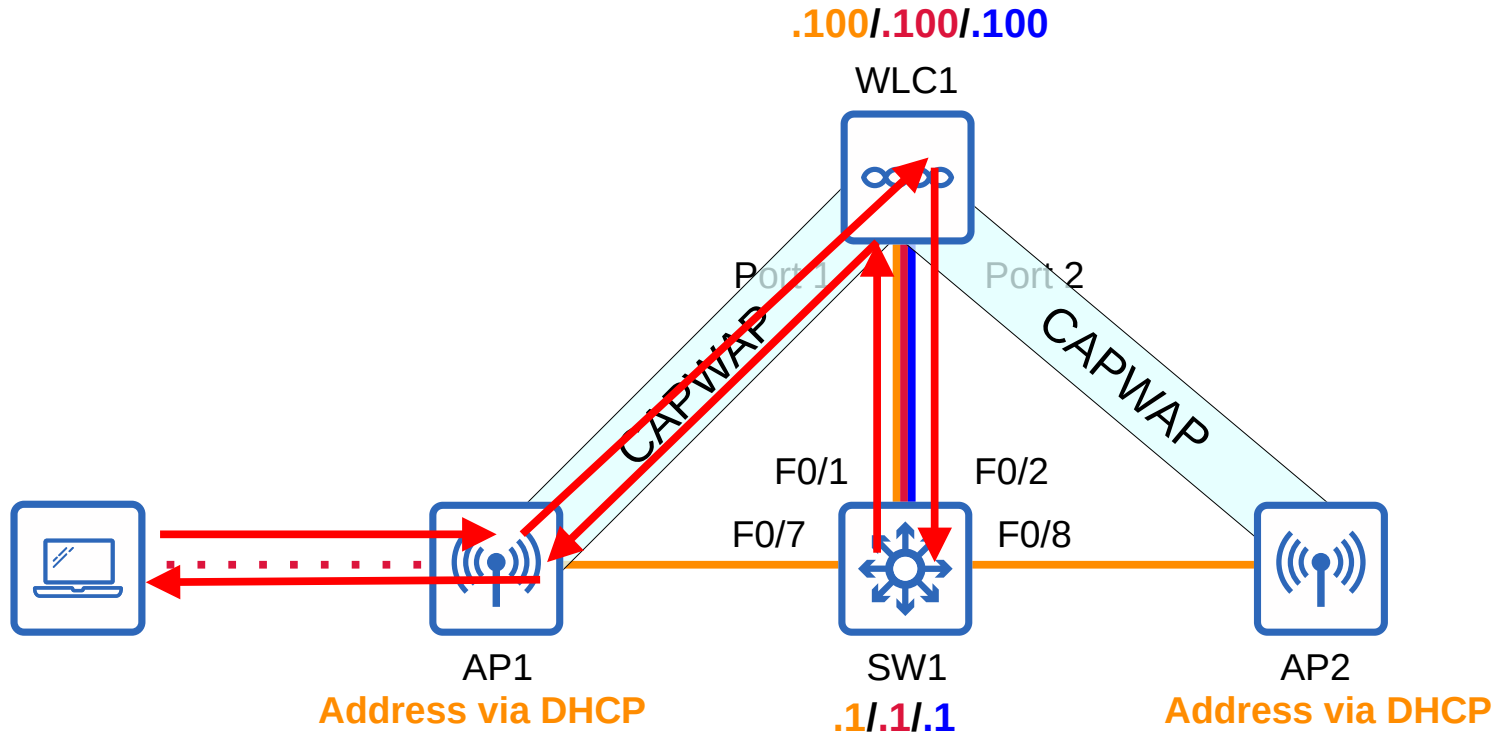 .100/.100/.100
WLC1
Port 1
Port 2
CAPWAP
CAPWAP
F0/1
F0/2
F0/7
F0/8
AP1
SW1
AP2
Address via DHCP
.1/.1/.1
Address via DHCP